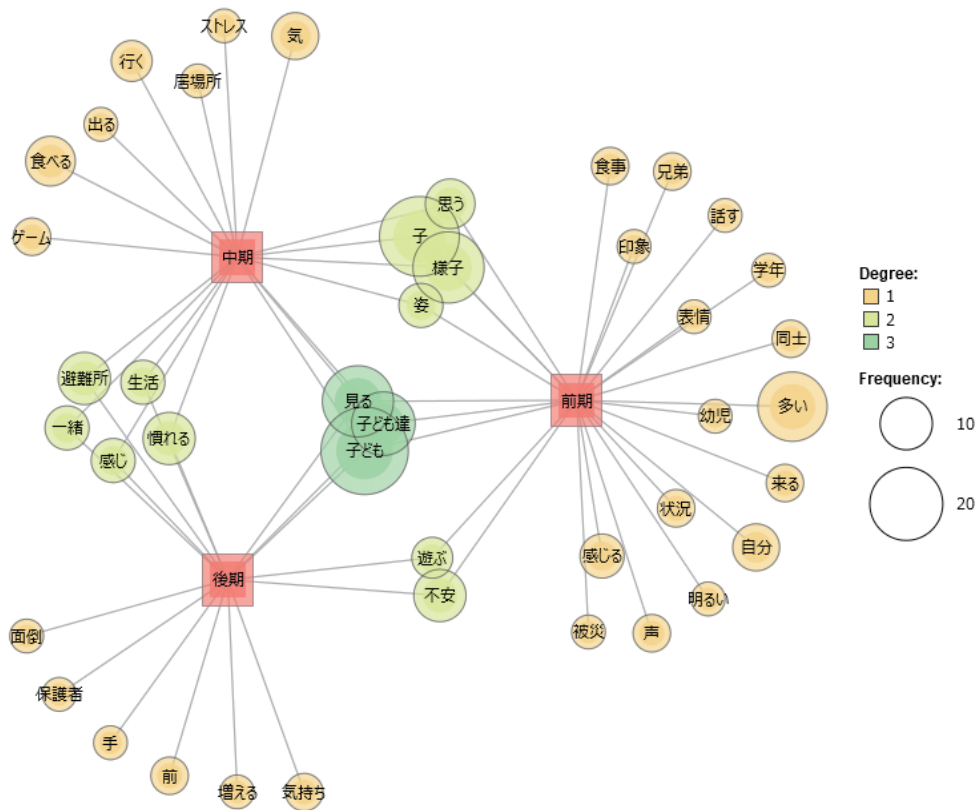 ストレス
気
行く
居場所
出る
食べる
ゲーム
中期
思う
子
様子
姿
食事
兄弟
話す
印象
学年
表情
同士
多い
幼児
前期
来る
状況
自分
感じる
明るい
被災
声
避難所
生活
一緒
慣れる
感じ
見る
子ども達
子ども
遊ぶ
不安
後期
面倒
保護者
手
前
増える
気持ち
Degree:
1
2
3
Frequency:
10
20